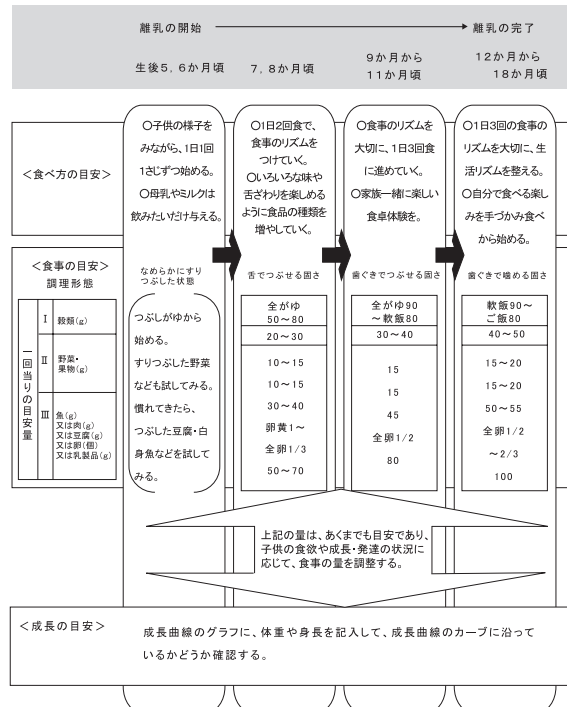 離乳の開始
離乳の完了
生後5,6か月頃
7,8か月頃
9か月から
11か月頃
12か月から
18か月頃
<食べ方の目安>
○子供の様子を
みながら、1日1回
1さじずつ始める。
○母乳やミルクは
飲みたいだけ与える。
○1日2回食で、
食事のリズムを
つけていく。
○いろいろな味や
舌ざわりを楽しめる
ように食品の種類を
増やしていく。
○食事のリズムを
大切に、1日3回食
に進めていく。
○家族一緒に楽しい
食卓体験を。
○1日3回の食事の
リズムを大切に、生
活リズムを整える。
○自分で食べる楽し
みを手づかみ食べ
から始める。
<食事の目安>
調理形態
なめらかにすり
つぶした状態
舌でつぶせる固さ
歯ぐきでつぶせる固さ
歯ぐきで噛める固さ
一回当りの目安量
Ⅰ
穀類(g)
Ⅱ
野菜・
果物(g)
Ⅲ
魚(g)
又は肉(g)
又は豆腐(g)
又は卵(個)
又は乳製品(g)
つぶしがゆから
始める。
すりつぶした野菜
なども試してみる。
慣れてきたら、
つぶした豆腐・白
身魚などを試して
みる。
全がゆ
50~80
20~30
10~15
10~15
30~40
卵黄1~
全卵1/3
50~70
全がゆ90
~軟飯80
30~40
15
15
45
全卵1/2
80
軟飯90~
ご飯80
40~50
15~20
15~20
50~55
全卵1/2
~2/3
100
上記の量は、あくまでも目安であり、
子供の食欲や成長・発達の状況に
応じて、食事の量を調整する。
<成長の目安>
成長曲線のグラフに、体重や身長を記入して、成長曲線のカーブに沿って
いるかどうか確認する。